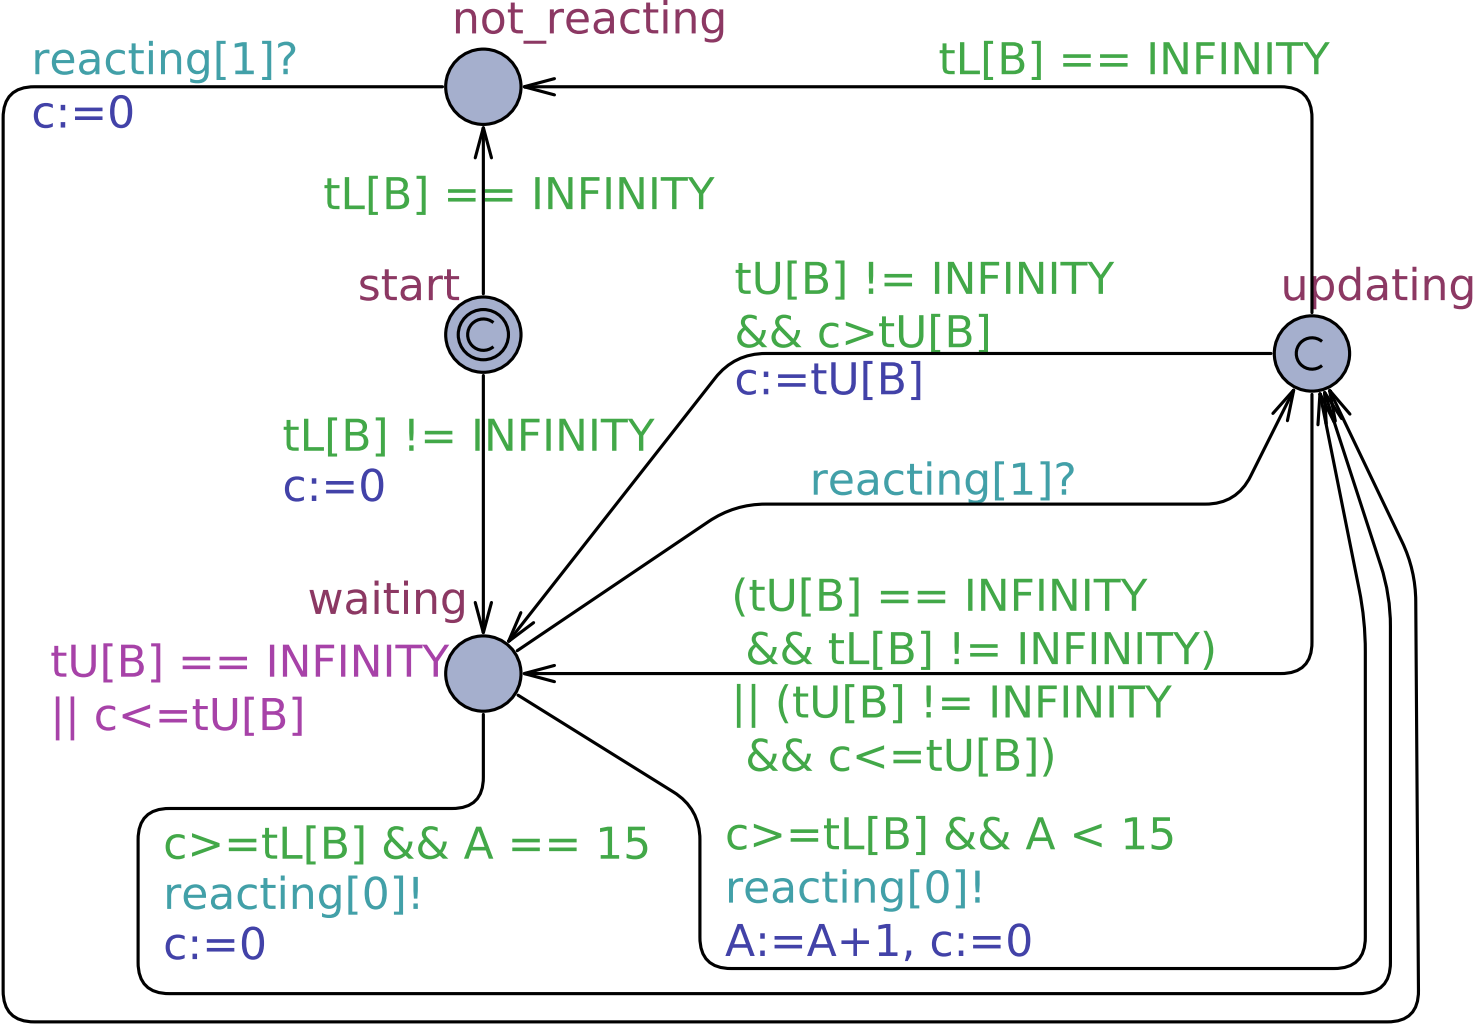 not_reacting
reacting[1]?
c:=0
tL[B] == INFINITY
tL[B] == INFINITY
start
C
tU[B] != INFINITY
&& c>tU[B]
c:=tU[B]
updating
C
tL[B] != INFINITY
c:=0
reacting[1]?
waiting
tU[B] == INFINITY
|| c<=tU[B]
(tU[B] == INFINITY
&& tL[B] != INFINITY)
|| (tU[B] != INFINITY
&& c<=tU[B])
c>=tL[B] && A == 15
reacting[0]!
c:=0
c>=tL[B] && A < 15
reacting[0]!
A:=A+1, c:=0